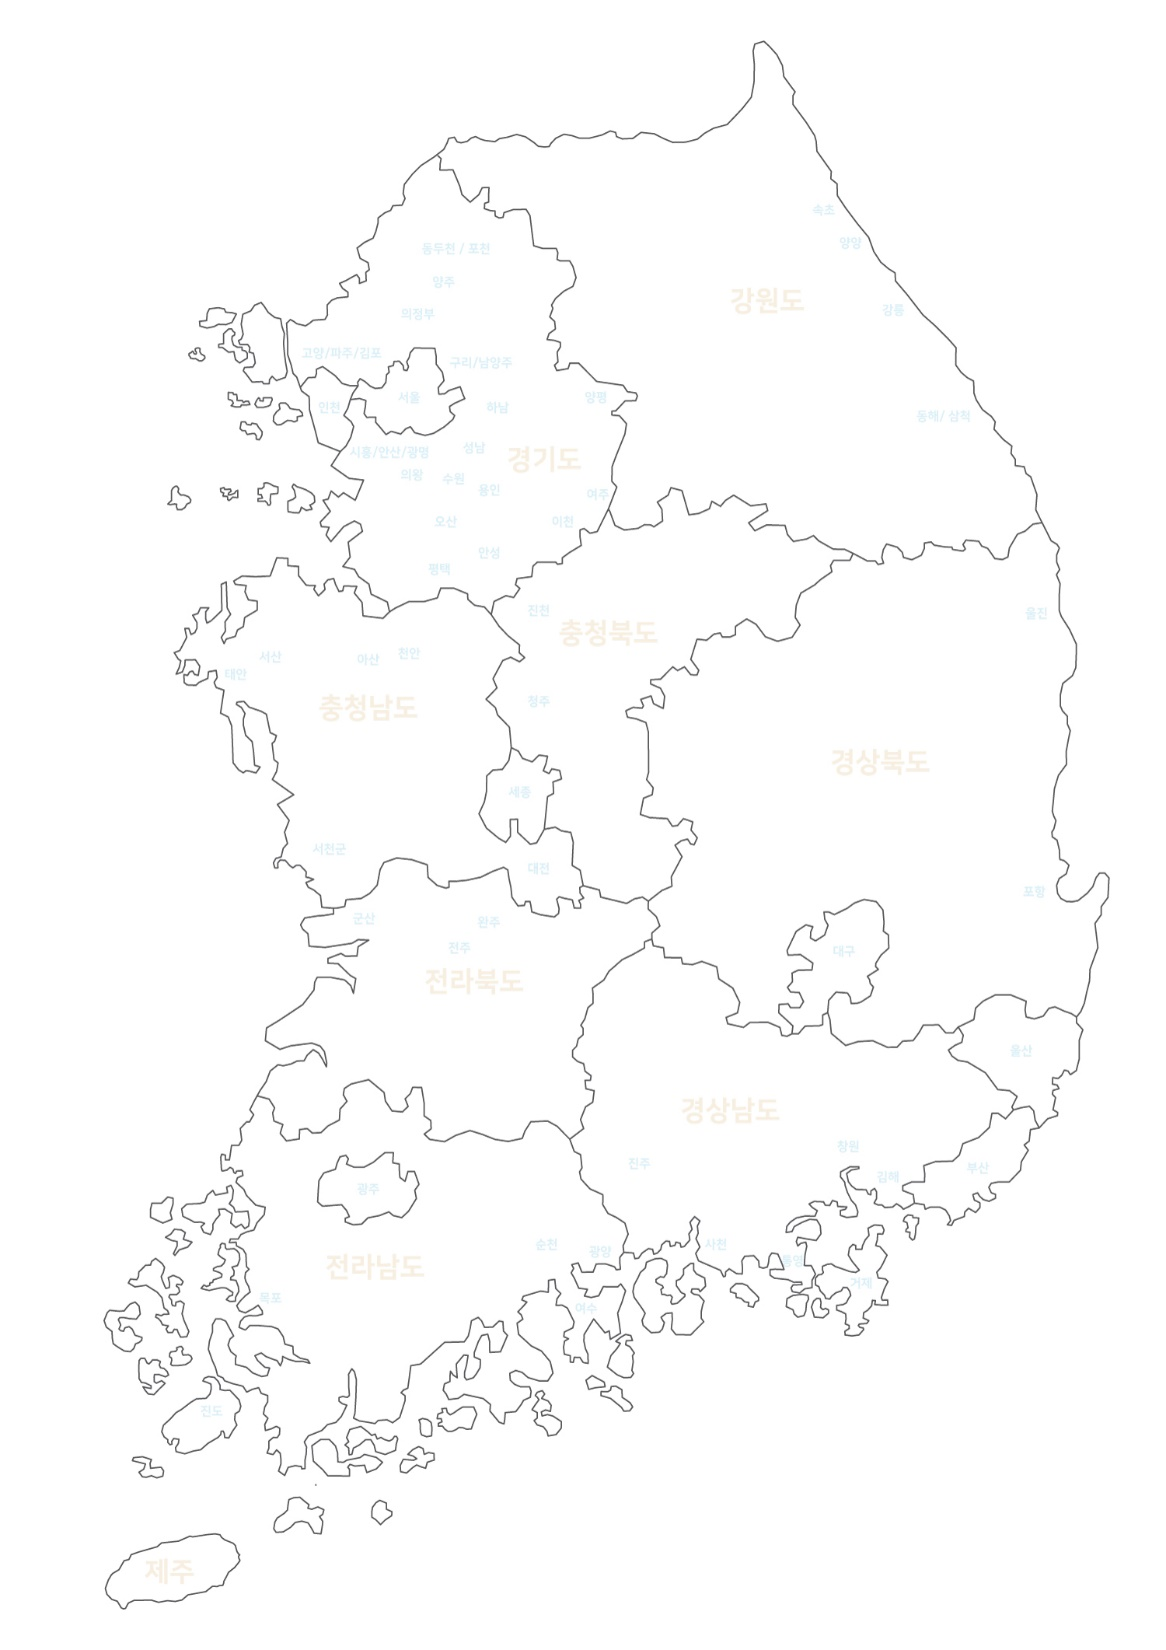 속초
양양
동두천 / 포천
양주
강원도
강릉
의정부
고양/파주/김포
구리/남양주
서울
양평
인천
하남
동해/ 삼척
시흥/안산/광명
성남
경기도
의왕
수원
용인
여주
오산
이천
안성
평택
진천
울진
충청북도
서산
아산
천안
태안
청주
충청남도
경상북도
세종
서천군
대전
포항
군산
완주
전주
대구
전라북도
울산
경상남도
창원
진주
부산
김해
광주
순천
광양
사천
통영
전라남도
거제
목포
여수
진도
제주